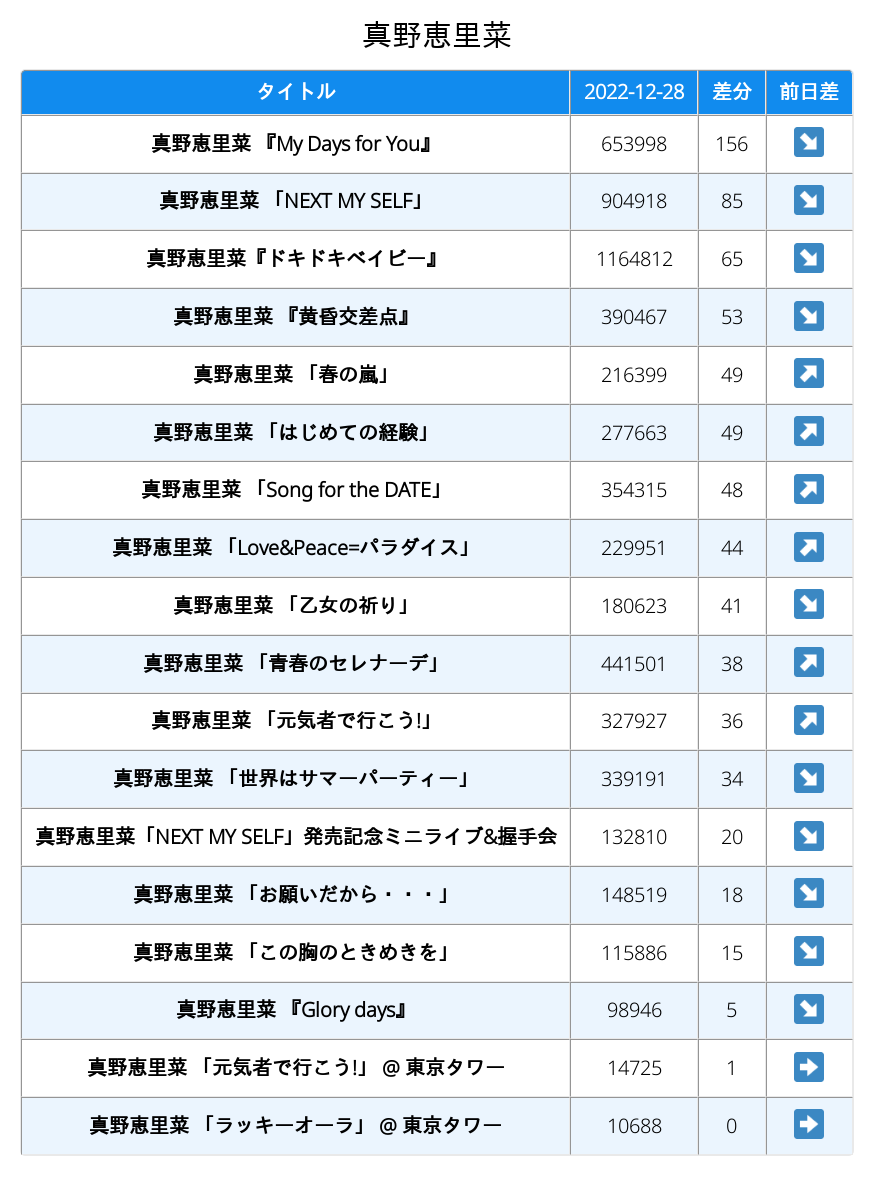 真野恵里菜
タイトル 2022-12-28 差分 前日差
真野恵里菜 『My Days for You』 653998 156 ↘
真野恵里菜 「NEXT MY SELF」 904918 85 ↘
真野恵里菜『ドキドキベイビー』 1164812 65 ↘
真野恵里菜 『黄昏交差点』 390467 53 ↘
真野恵里菜 「春の嵐」 216399 49 ↗
真野恵里菜 「はじめての経験」 277663 49 ↗
真野恵里菜 「Song for the DATE」 354315 48 ↗
真野恵里菜 「Love&Peace=パラダイス」 229951 44 ↗
真野恵里菜 「乙女の祈り」 180623 41 ↘
真野恵里菜 「青春のセレナーデ」 441501 38 ↗
真野恵里菜 「元気者で行こう!」 327927 36 ↗
真野恵里菜 「世界はサマーパーティー」 339191 34 ↘
真野恵里菜「NEXT MY SELF」発売記念ミニライブ&握手会 132810 20 ↘
真野恵里菜 「お願いだから・・・」 148519 18 ↘
真野恵里菜 「この胸のときめきを」 115886 15 ↘
真野恵里菜 『Glory days』 98946 5 ↘
真野恵里菜 「元気者で行こう!」 @ 東京タワー 14725 1 ➡
真野恵里菜 「ラッキーオーラ」 @ 東京タワー 10688 0 ➡